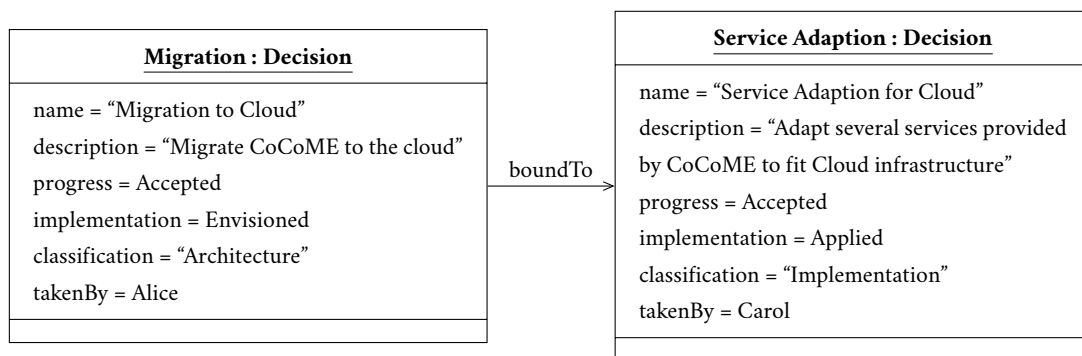 Migration : Decision
name = “Migration to Cloud”
description = “Migrate CoCoME to the cloud”
progress = Accepted
implementation = Envisioned
classification = “Architecture”
takenBy = Alice
boundTo
Service Adaption : Decision
name = “Service Adaption for Cloud”
description = “Adapt several services provided
by CoCoME to fit Cloud infrastructure”
progress = Accepted
implementation = Applied
classification = “Implementation”
takenBy = Carol